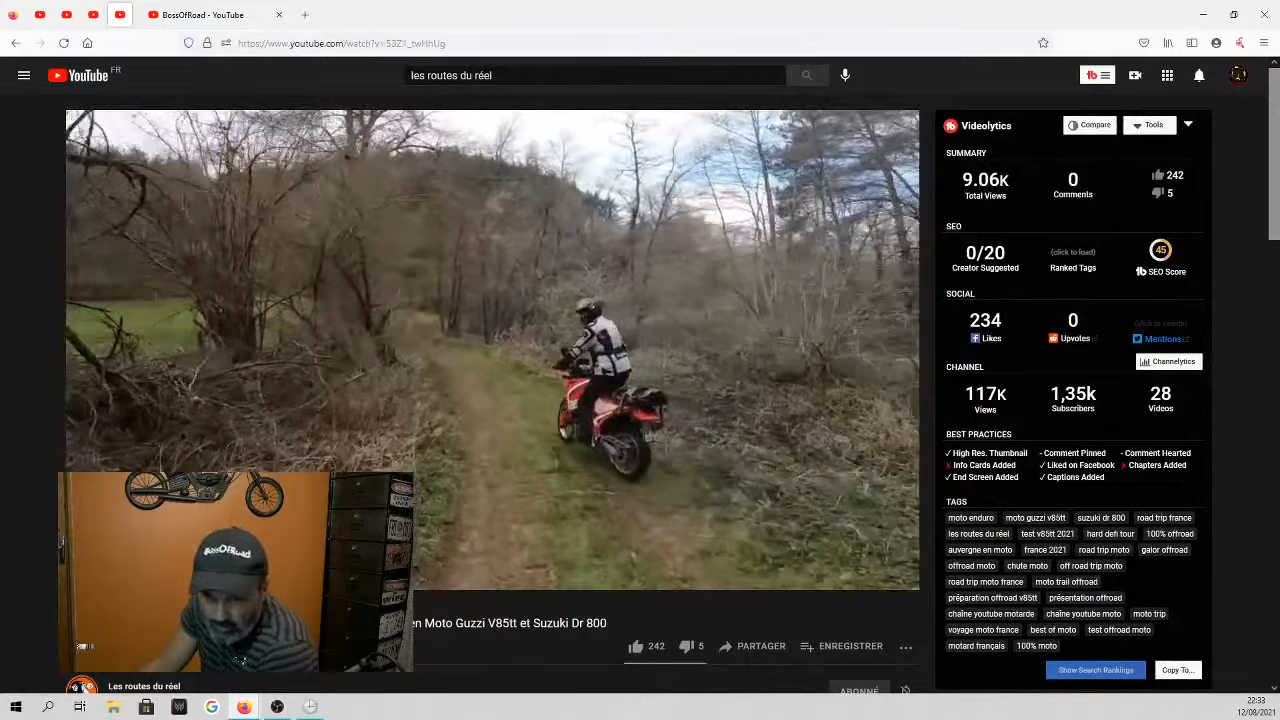 BossOfRoad - YouTube
https://www.youtube.com/watch?v=53Z1_twHhUg
YouTube FR
les routes du réel
Videolytics
Compare
Tools
SUMMARY
9.06K
Total Views
0
Comments
242
5
SEO
0/20
Creator Suggested
(click to load)
Ranked Tags
45
SEO Score
SOCIAL
234
Likes
0
Upvotes
(click to search)
Mentions
CHANNEL
Channelytics
117K
Views
1,35k
Subscribers
28
Videos
BEST PRACTICES
✓ High Res. Thumbnail - Comment Pinned - Comment Hearted
✗ Info Cards Added ✓ Liked on Facebook ✗ Chapters Added
✓ End Screen Added ✓ Captions Added
TAGS
moto enduro moto guzzi v85tt suzuki dr 800 road trip france
les routes du réel test v85tt 2021 hard defi tour 100% offroad
auvergne en moto france 2021 road trip moto galor offroad
offroad moto chute moto off road trip moto
road trip moto france moto trail offroad
préparation offroad v85tt présentation offroad
chaîne youtube motarde chaîne youtube moto moto trip
voyage moto france best of moto test offroad moto
motard français 100% moto
Show Search Rankings Copy To...
BossOffRoad
en Moto Guzzi V85tt et Suzuki Dr 800
242 5 PARTAGER ENREGISTRER
Les routes du réel
ABONNÉ
22:33
12/09/2021